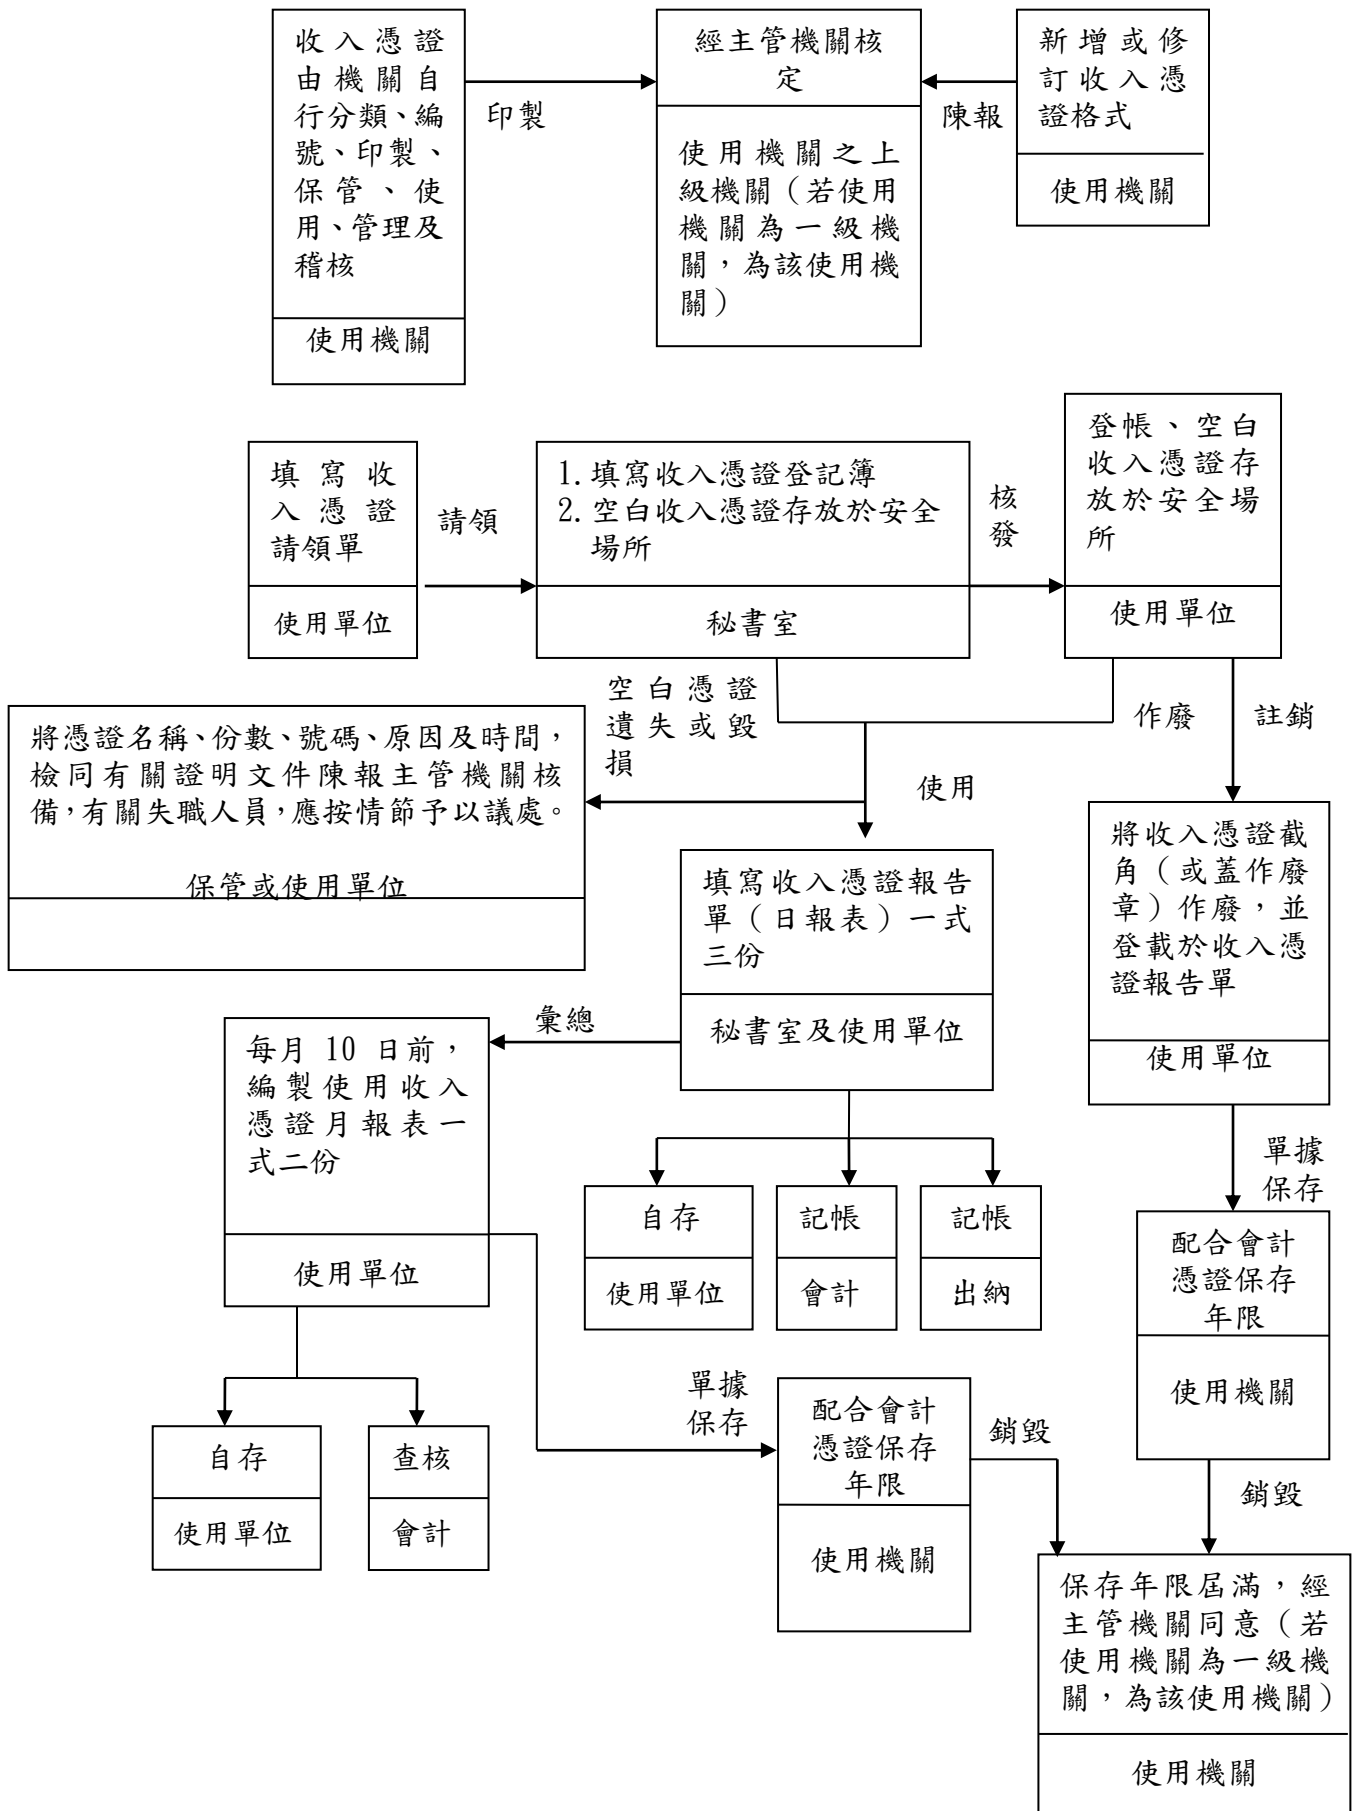 收入憑證
由機關自
行分類、編
號、印製、
保管、使
用、管理及
稽核
使用機關
印製
經主管機關核
定
使用機關之上
級機關（若使用
機關為一級機
關，為該使用機
關）
陳報
新增或修
訂收入憑
證格式
使用機關
填寫收
入憑證
請領單
使用單位
請領
1.填寫收入憑證登記簿
2.空白收入憑證存放於安全
場所
秘書室
核
發
登帳、空白
收入憑證存
放於安全場
所
使用單位
空白憑證
遺失或毀
損
使用
作廢
註銷
將憑證名稱、份數、號碼、原因及時間，
檢同有關證明文件陳報主管機關核
備，有關失職人員，應按情節予以議處。
保管或使用單位
填寫收入憑證報告
單（日報表）一式
三份
秘書室及使用單位
將收入憑證截
角（或蓋作廢
章）作廢，並
登載於收入憑
證報告單
使用單位
彙總
每月 10 日前，
編製使用收入
憑證月報表一
式二份
使用單位
自存
使用單位
記帳
會計
記帳
出納
單據
保存
配合會計
憑證保存
年限
使用機關
自存
使用單位
查核
會計
單據
保存
配合會計
憑證保存
年限
使用機關
銷毀
銷毀
保存年限屆滿，經
主管機關同意（若
使用機關為一級機
關，為該使用機關）
使用機關